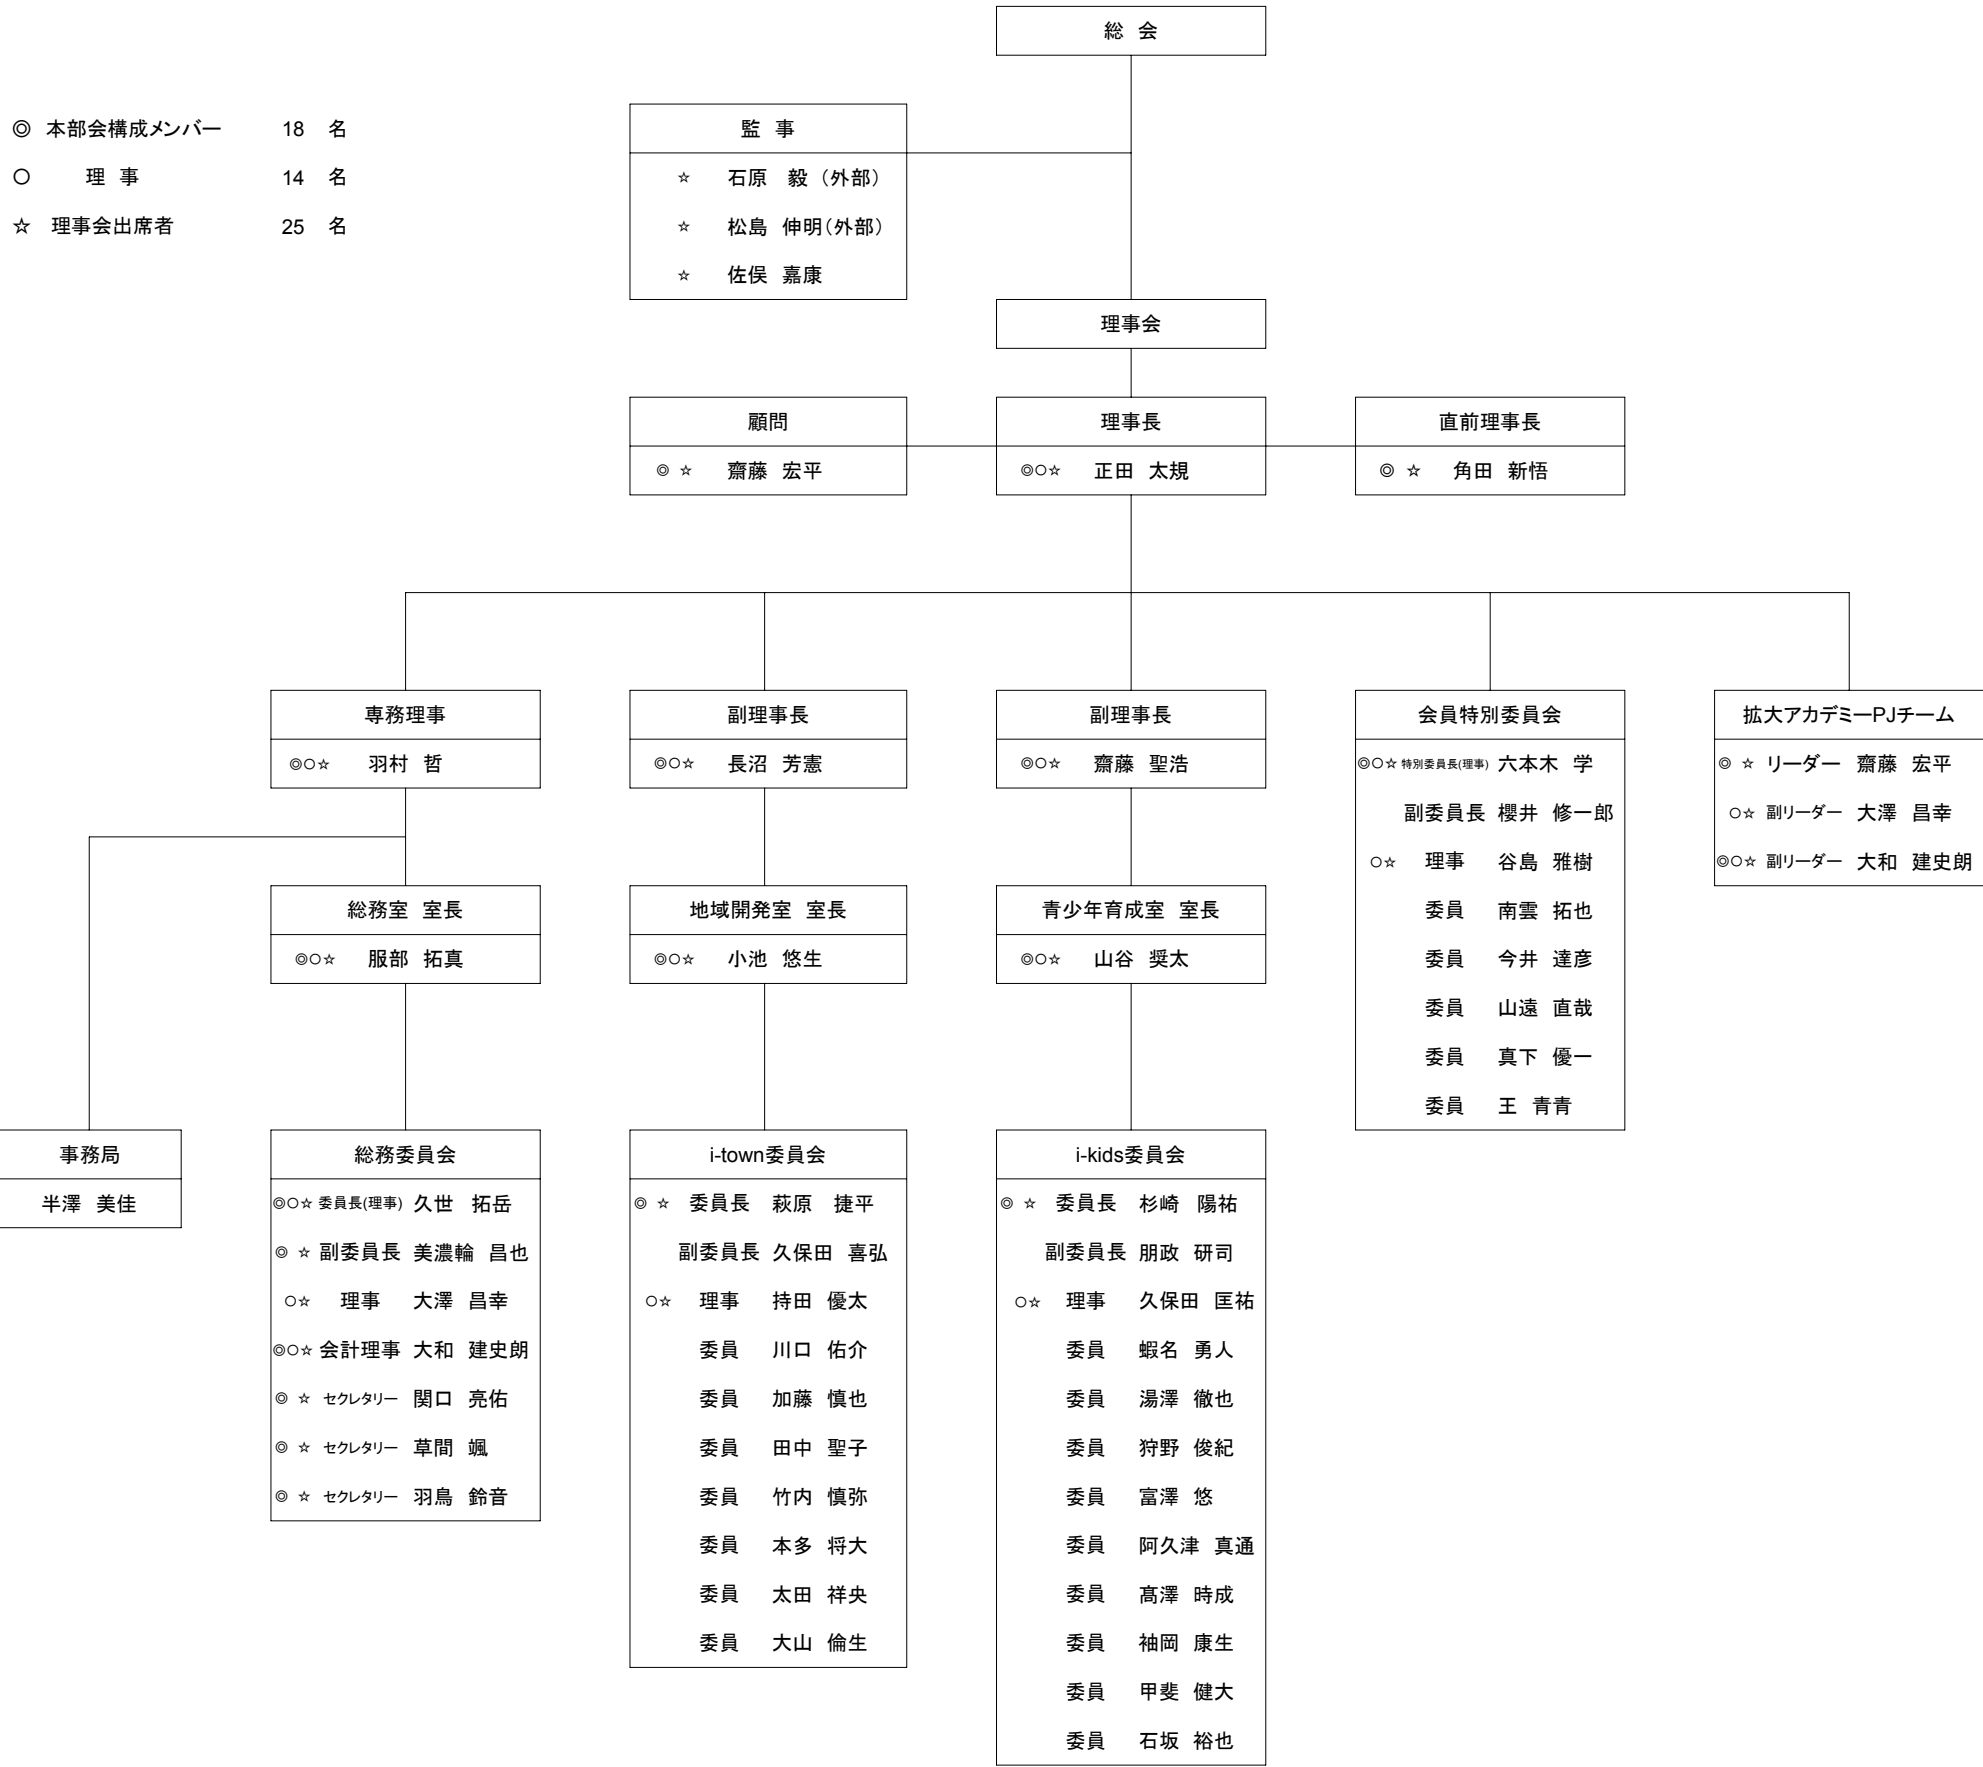 総 会
◎ 本部会構成メンバー 18 名
○ 理 事 14 名
☆ 理事会出席者 25 名
監 事
☆ 石原 毅（外部）
☆ 松島 伸明（外部）
☆ 佐俣 嘉康
理事会
顧問
◎ ☆ 齋藤 宏平
理事長
◎○☆ 正田 太規
直前理事長
◎ ☆ 角田 新悟
専務理事
◎○☆ 羽村 哲
副理事長
◎○☆ 長沼 芳憲
副理事長
◎○☆ 齋藤 聖浩
会員特別委員会
◎○☆ 特別委員長(理事) 六本木 学
副委員長 櫻井 修一郎
○☆ 理事 谷島 雅樹
委員 南雲 拓也
委員 今井 達彦
委員 山遠 直哉
委員 真下 優一
委員 王 青青
拡大アカデミーPJチーム
◎ ☆ リーダー 齋藤 宏平
○☆ 副リーダー 大澤 昌幸
◎○☆ 副リーダー 大和 建史朗
総務室 室長
◎○☆ 服部 拓真
地域開発室 室長
◎○☆ 小池 悠生
青少年育成室 室長
◎○☆ 山谷 奨太
事務局
半澤 美佳
総務委員会
◎○☆ 委員長(理事) 久世 拓岳
◎ ☆ 副委員長 美濃輪 昌也
○☆ 理事 大澤 昌幸
◎○☆ 会計理事 大和 建史朗
◎ ☆ セクレタリー 関口 亮佑
◎ ☆ セクレタリー 草間 颯
◎ ☆ セクレタリー 羽鳥 鈴音
i-town委員会
◎ ☆ 委員長 萩原 捷平
副委員長 久保田 喜弘
○☆ 理事 持田 優太
委員 川口 佑介
委員 加藤 慎也
委員 田中 聖子
委員 竹内 慎弥
委員 本多 将大
委員 太田 祥央
委員 大山 倫生
i-kids委員会
◎ ☆ 委員長 杉崎 陽祐
副委員長 朋政 研司
○☆ 理事 久保田 匡祐
委員 蝦名 勇人
委員 湯澤 徹也
委員 狩野 俊紀
委員 富澤 悠
委員 阿久津 真通
委員 髙澤 時成
委員 袖岡 康生
委員 甲斐 健大
委員 石坂 裕也